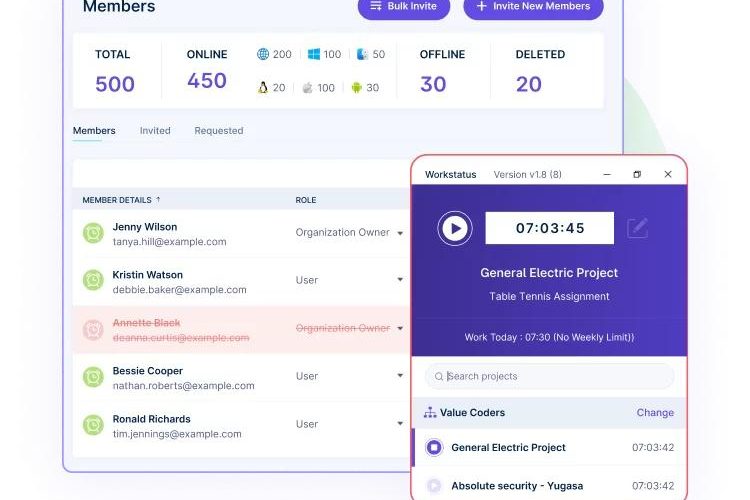 Members
Bulk Invite
Invite New Members
TOTAL
500
ONLINE
450
200
100
50
20
100
30
OFFLINE
30
DELETED
20
Members
Invited
Requested
MEMBER DETAILS ↑
ROLE
Jenny Wilson
tanya.hill@example.com
Organization Owner
Kristin Watson
debbie.baker@example.com
User
Annette Black
deanna.curtis@example.com
Organization Owner
Bessie Cooper
nathan.roberts@example.com
User
Ronald Richards
tim.jennings@example.com
User
Workstatus
Version v1.8 (8)
07:03:45
General Electric Project
Table Tennis Assignment
Work Today : 07:30 (No Weekly Limit))
Search projects
Value Coders
Change
General Electric Project
07:03:42
Absolute security - Yugasa
07:03:42